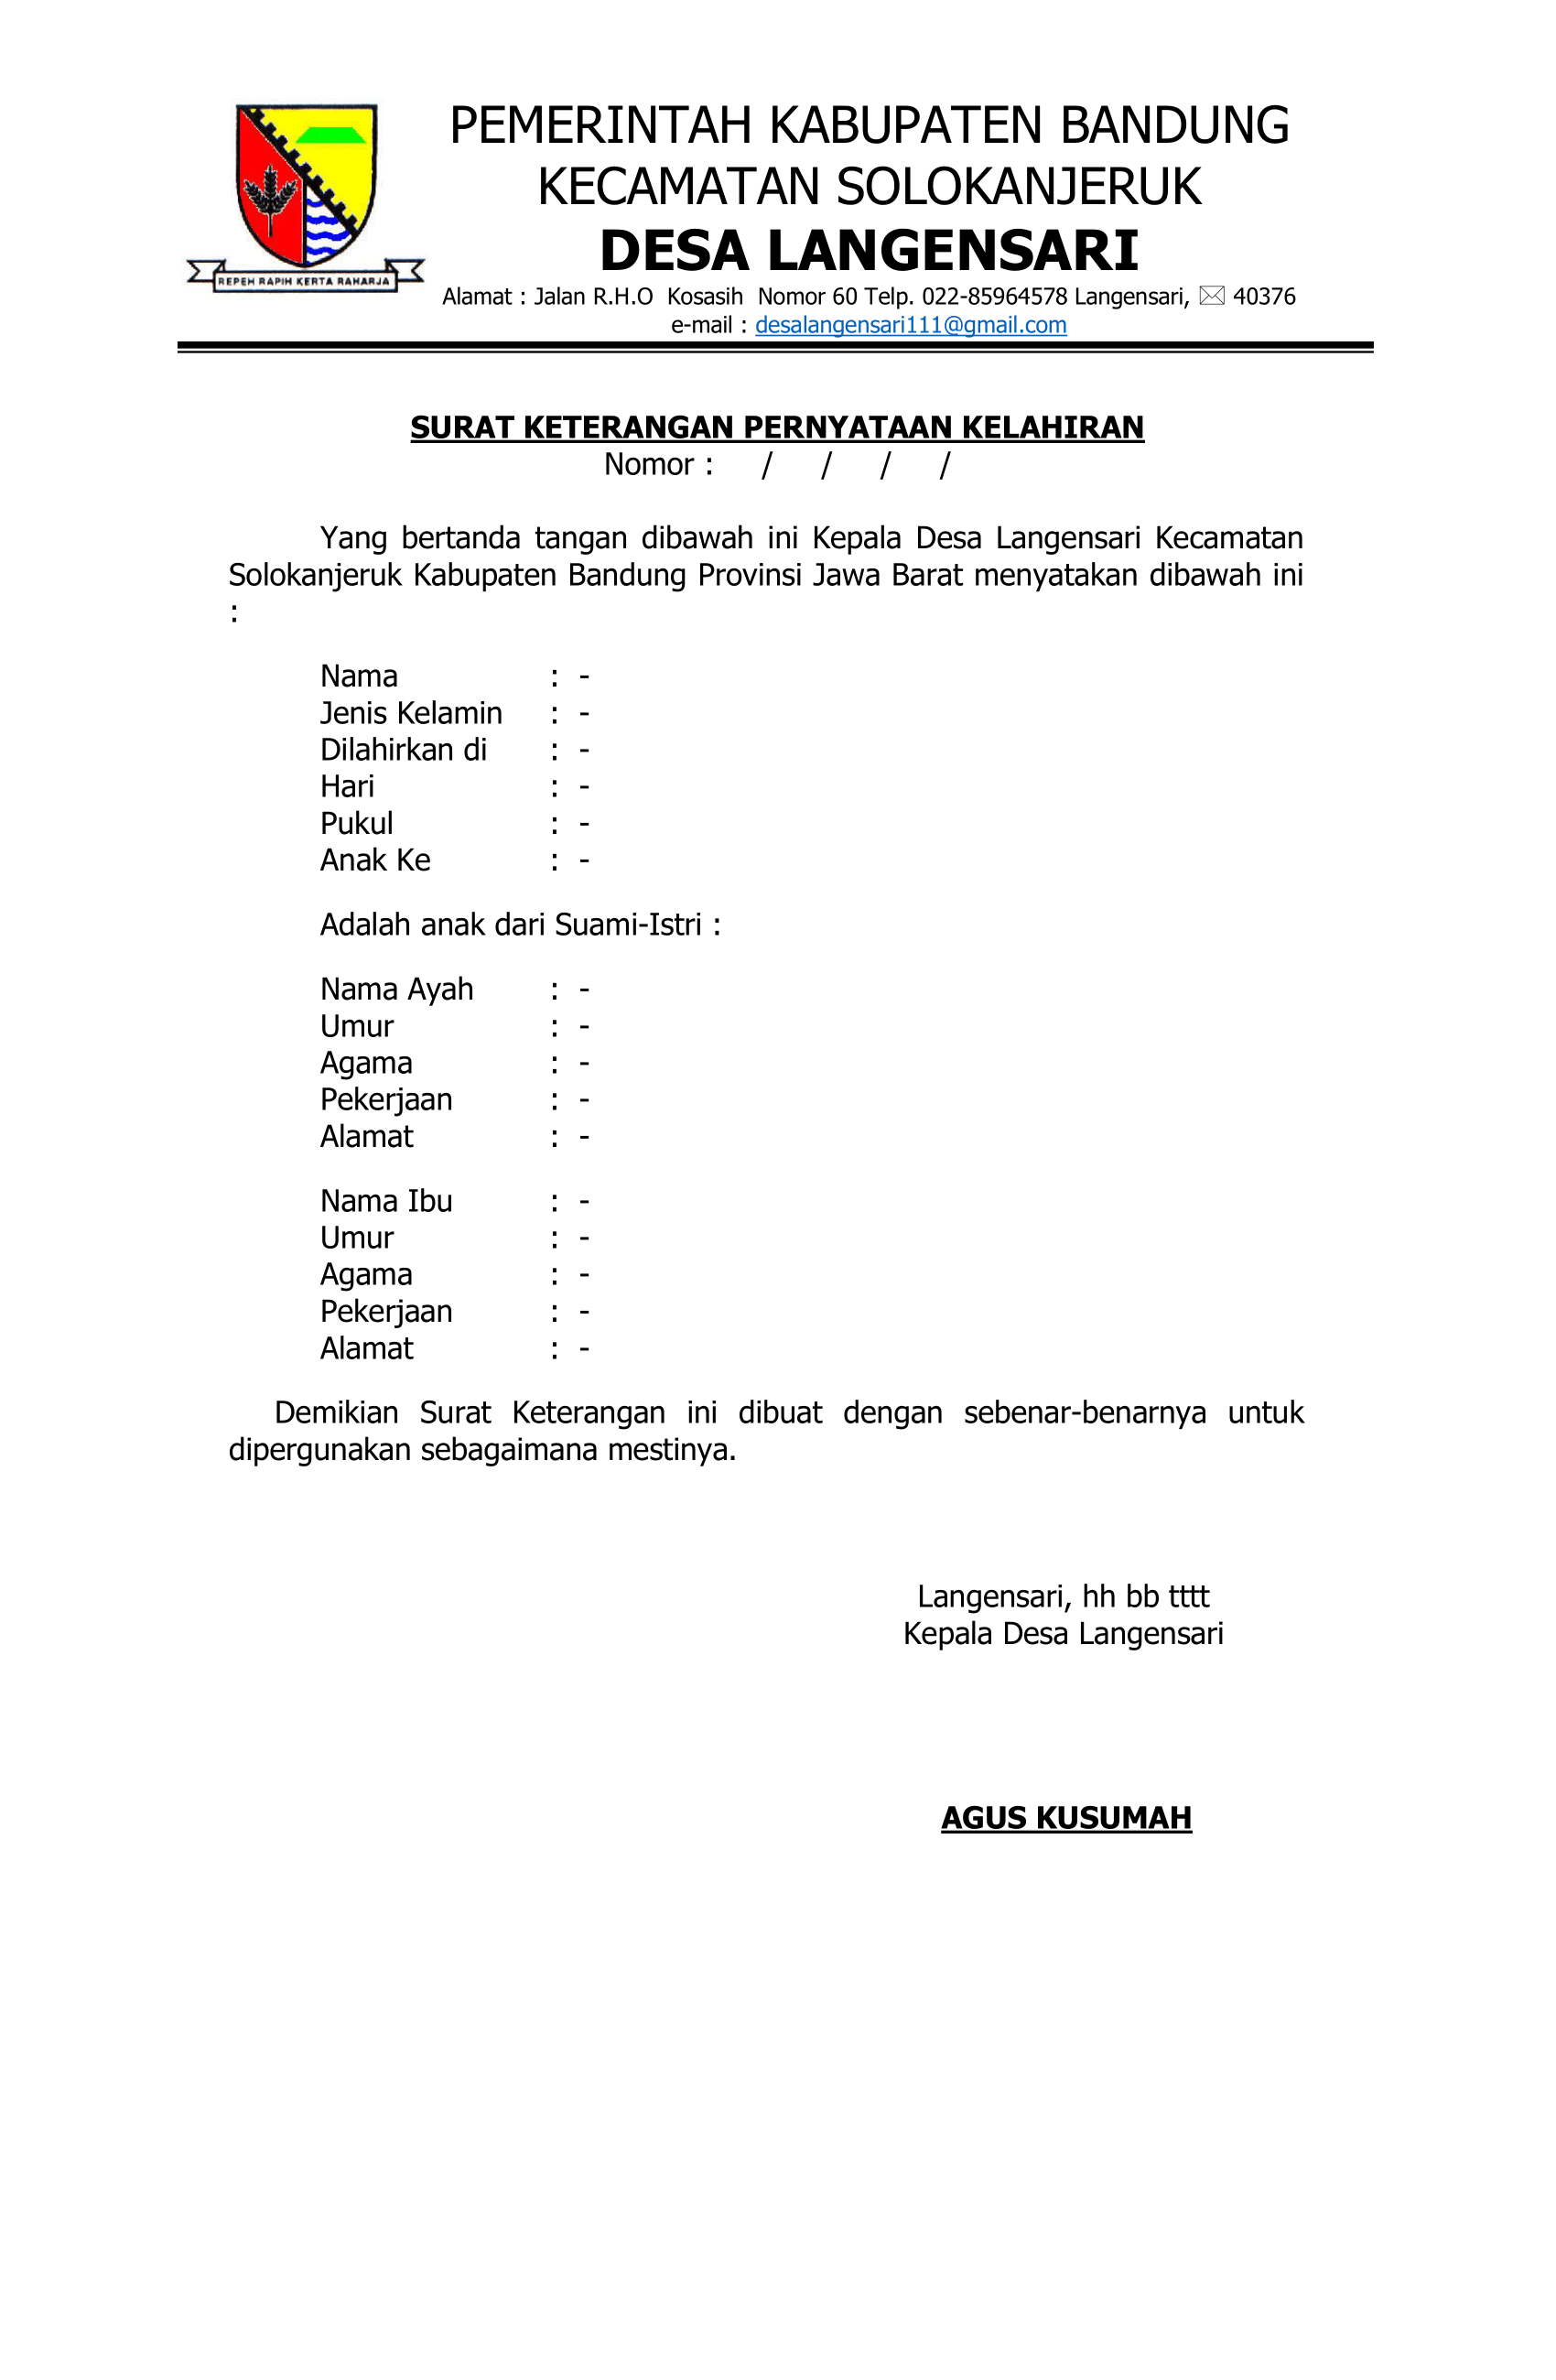 PEMERINTAH KABUPATEN BANDUNG
KECAMATAN SOLOKANJERUK
DESA LANGENSARI
REPEH RAPIH KERTA RAHARJA
Alamat : Jalan R.H.O Kosasih Nomor 60 Telp. 022-85964578 Langensari, 40376
e-mail : desalangensari111@gmail.com
SURAT KETERANGAN PERNYATAAN KELAHIRAN
Nomor : / / / /
Yang bertanda tangan dibawah ini Kepala Desa Langensari Kecamatan
Solokanjeruk Kabupaten Bandung Provinsi Jawa Barat menyatakan dibawah ini
:
Nama : -
Jenis Kelamin : -
Dilahirkan di : -
Hari : -
Pukul : -
Anak Ke : -
Adalah anak dari Suami-Istri :
Nama Ayah : -
Umur : -
Agama : -
Pekerjaan : -
Alamat : -
Nama Ibu : -
Umur : -
Agama : -
Pekerjaan : -
Alamat : -
Demikian Surat Keterangan ini dibuat dengan sebenar-benarnya untuk
dipergunakan sebagaimana mestinya.
Langensari, hh bb tttt
Kepala Desa Langensari
AGUS KUSUMAH